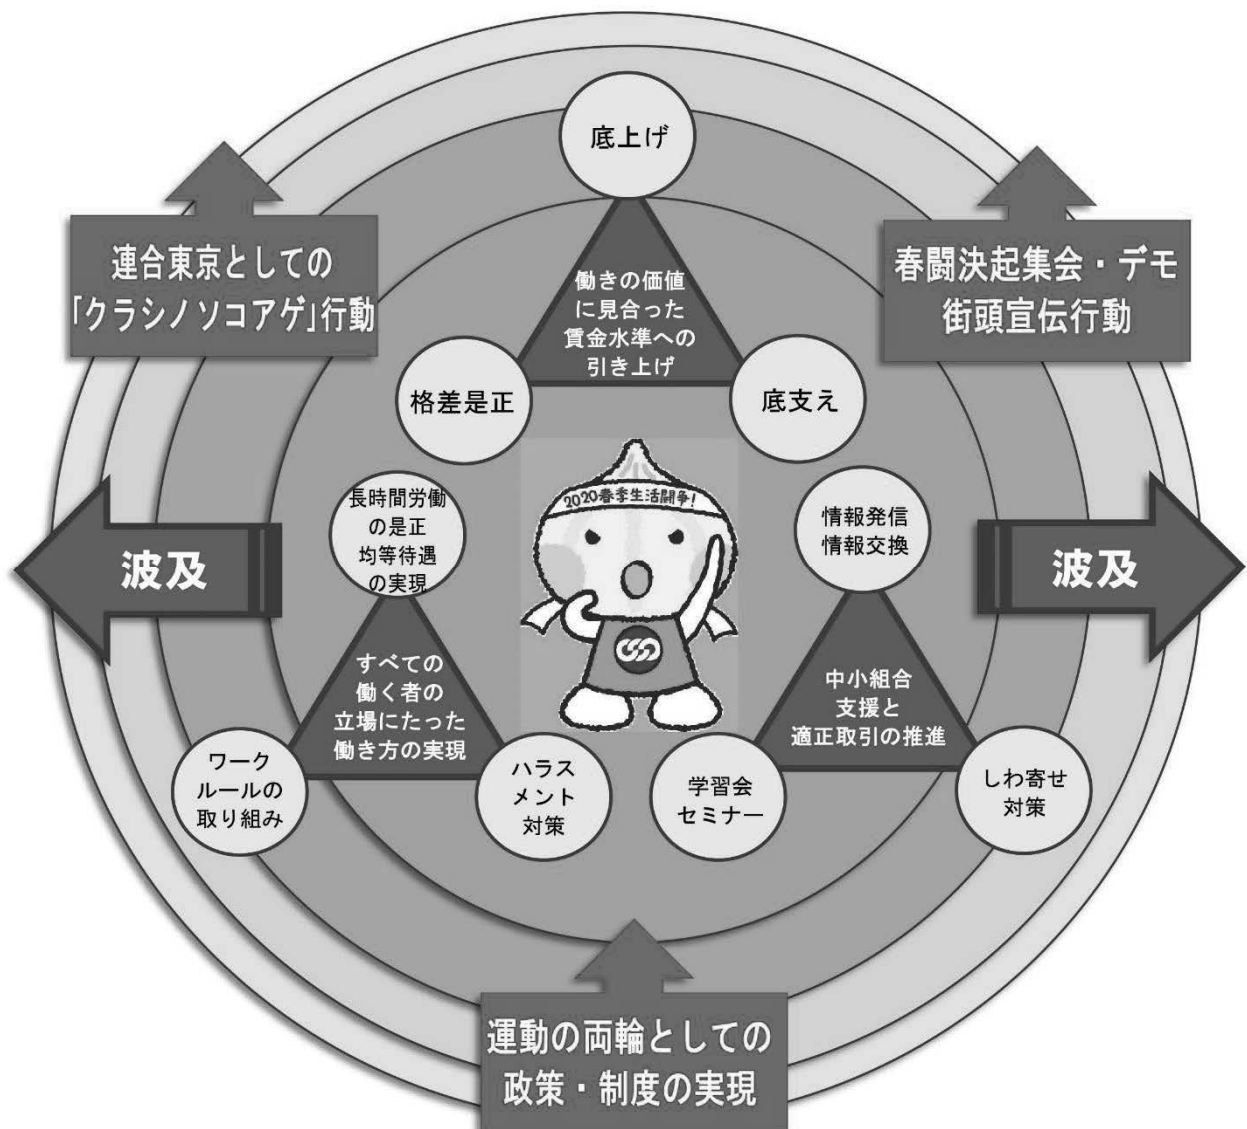 底上げ
連合東京としての
「クラシノソコアゲ」行動
春闘決起集会・デモ
街頭宣伝行動
働きの価値
に見合った
賃金水準への
引き上げ
格差是正
底支え
2020春季生活闘争!
長時間労働
の是正
均等待遇
の実現
情報発信
情報交換
波及
波及
すべての
働く者の
立場にたった
働き方の実現
中小組合
支援と
適正取引の推進
ワーク
ルールの
取り組み
ハラス
メント
対策
学習会
セミナー
しわ寄せ
対策
運動の両輪としての
政策・制度の実現